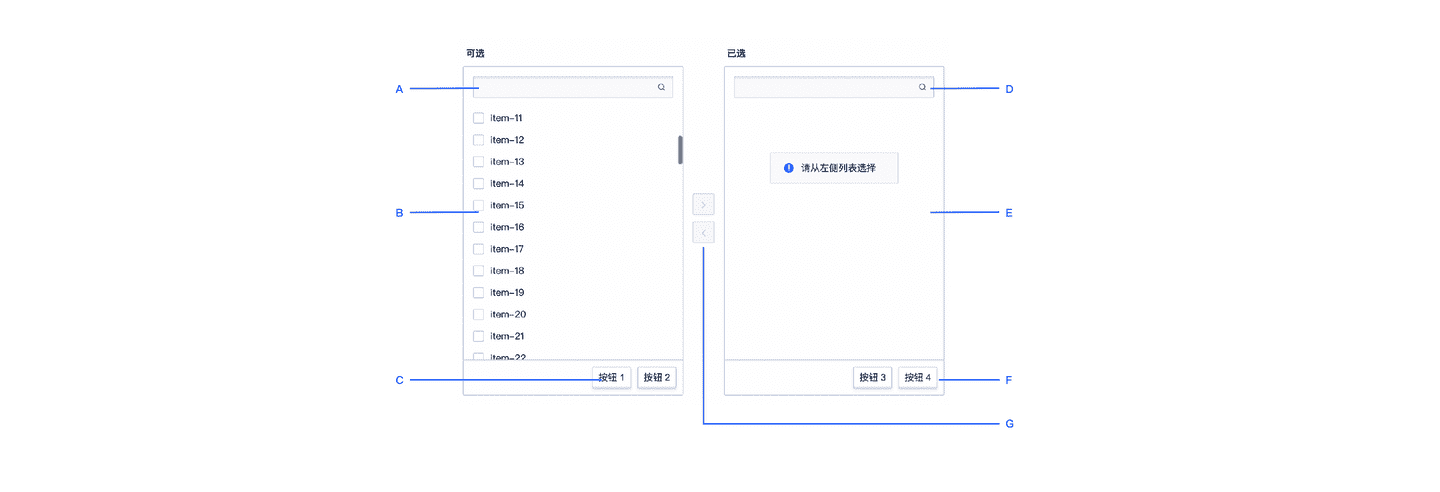 可选
已选
A
D
item-11
item-12
item-13
请从左侧列表选择
item-14
item-15
B
E
item-16
item-17
item-18
item-19
item-20
item-21
item-22
C
按钮 1
按钮 2
按钮 3
按钮 4
F
G